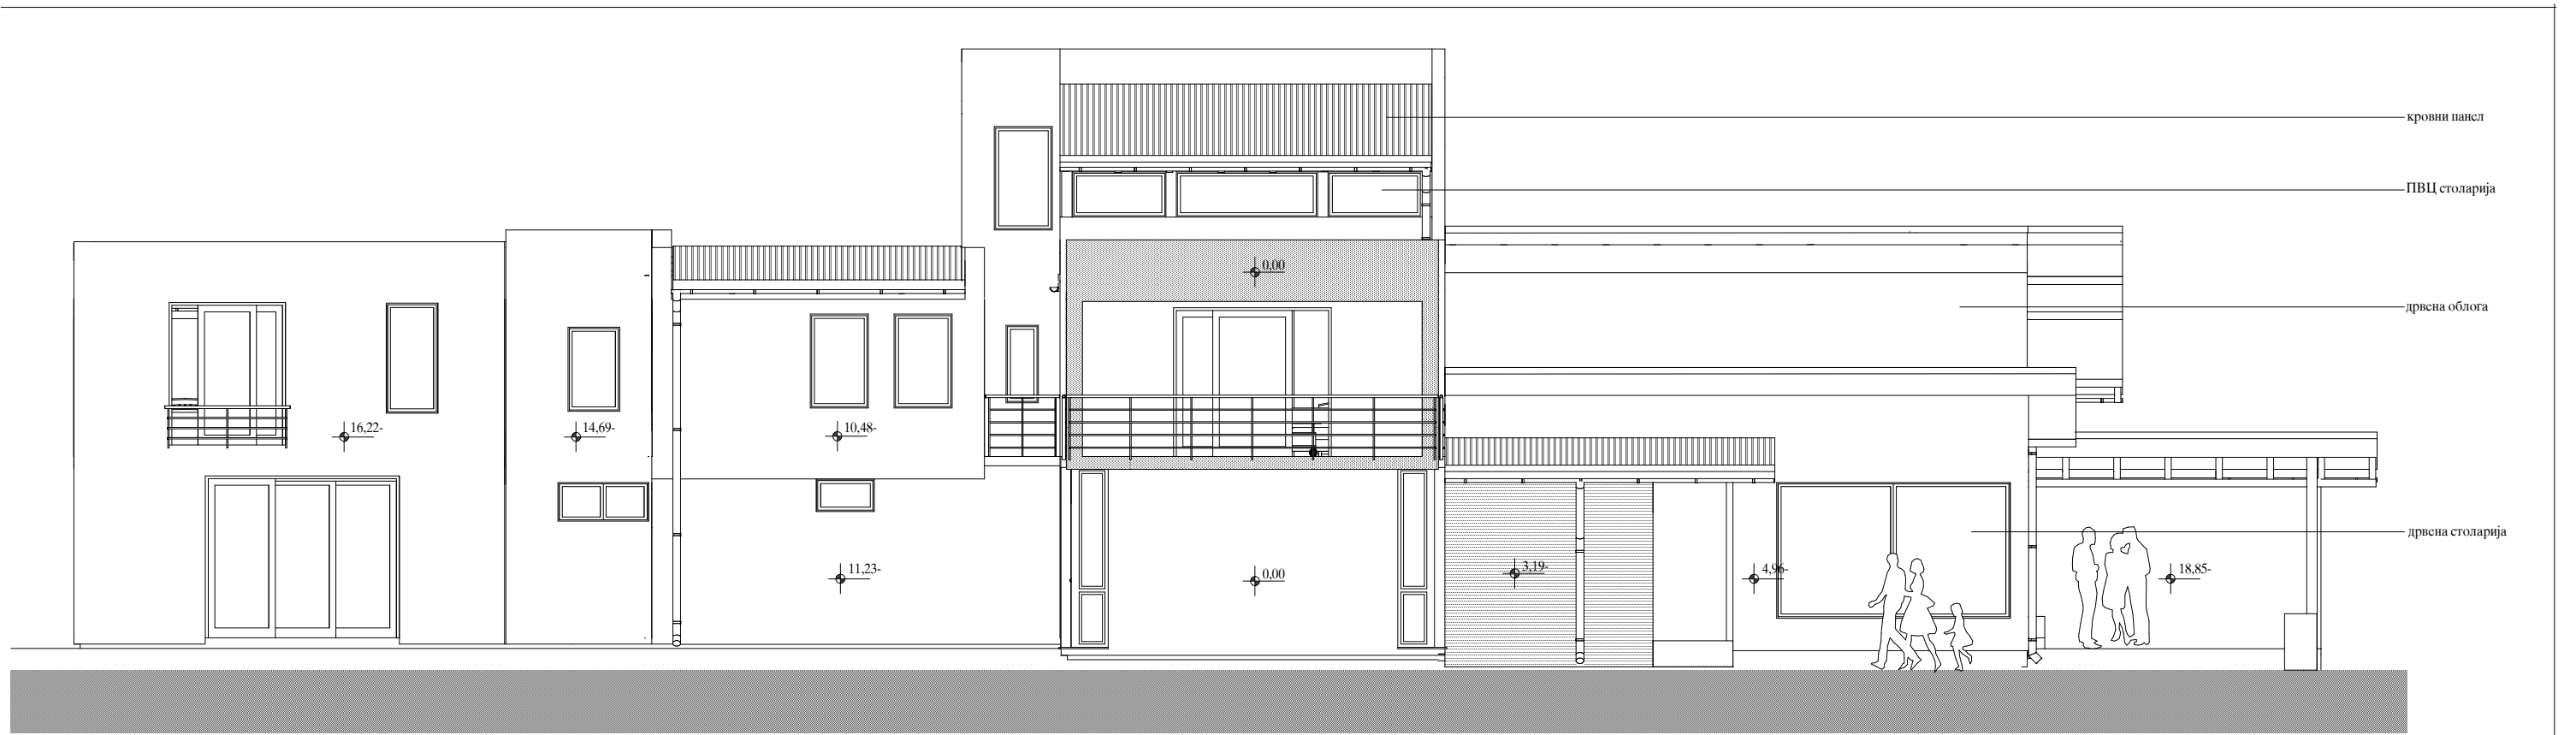 кровни панел
ПВЦ столарија
0,00
дрвена облога
16,22-
14,69-
10,48-
дрвена столарија
11,23-
0,00
3,19-
4,96-
18,85-